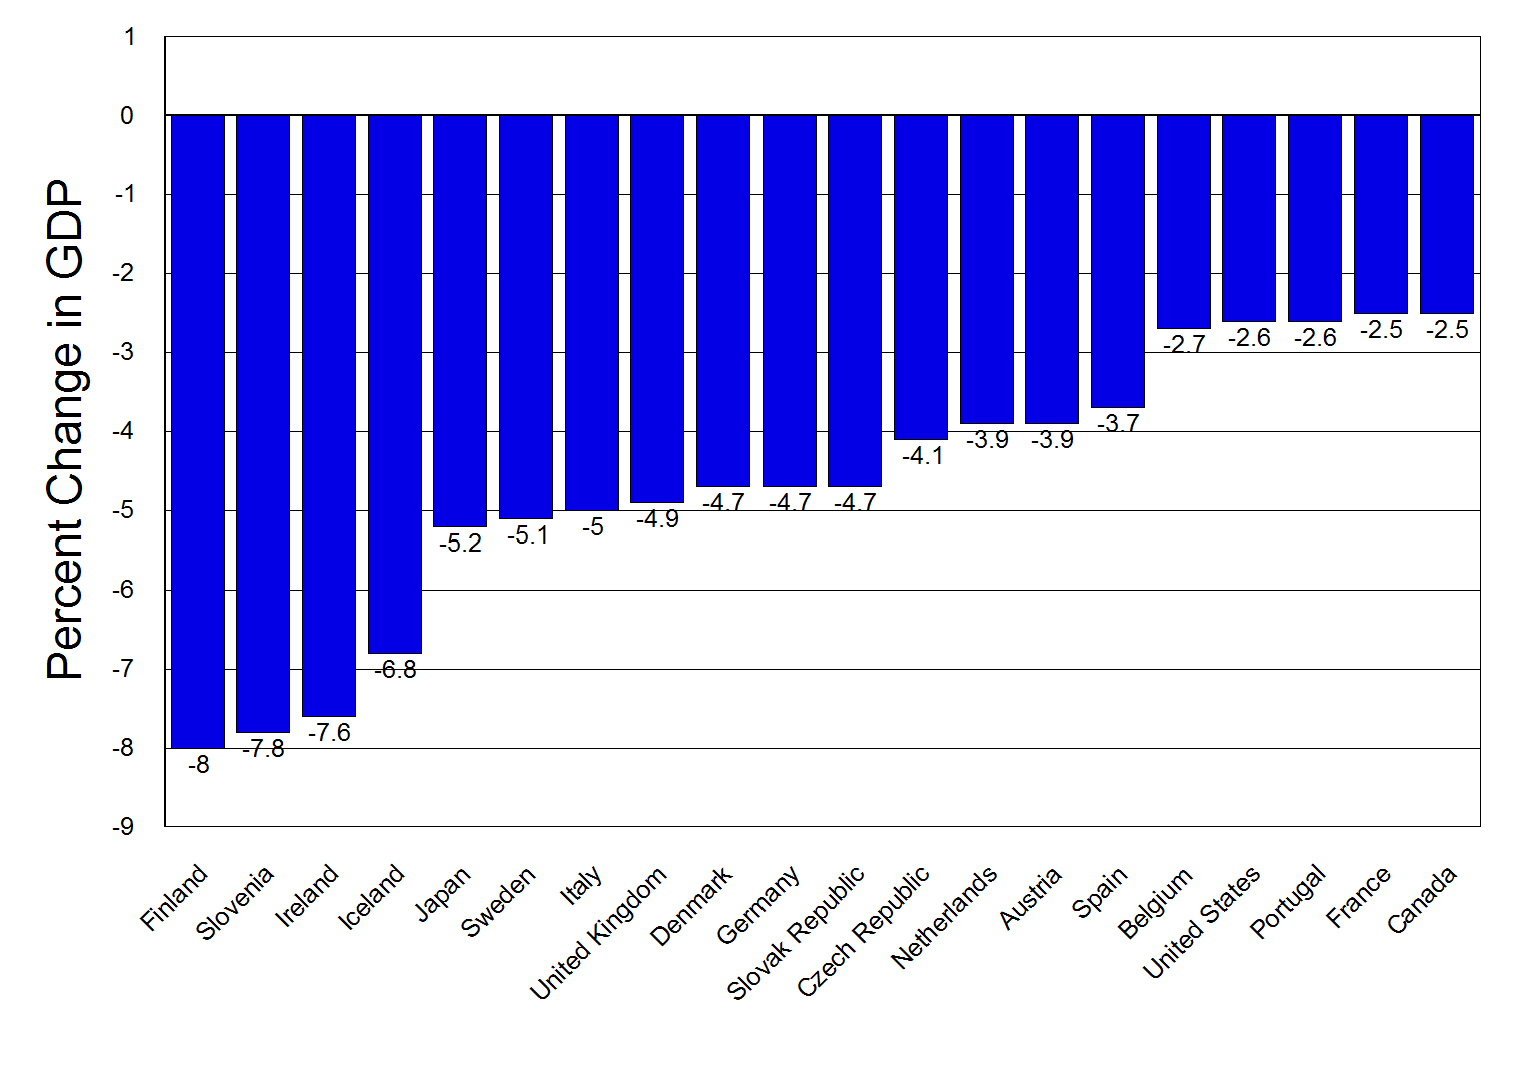 Percent Change in GDP
1
0
-1
-2
-3
-4
-5
-6
-7
-8
-9
-8
-7.8
-7.6
-6.8
-5.2
-5.1
-5
-4.9
-4.7
-4.7
-4.7
-4.1
-3.9
-3.9
-3.7
-2.7
-2.6
-2.6
-2.5
-2.5
Finland
Slovenia
Ireland
Iceland
Japan
Sweden
Italy
United Kingdom
Denmark
Germany
Slovak Republic
Czech Republic
Netherlands
Austria
Spain
Belgium
United States
Portugal
France
Canada